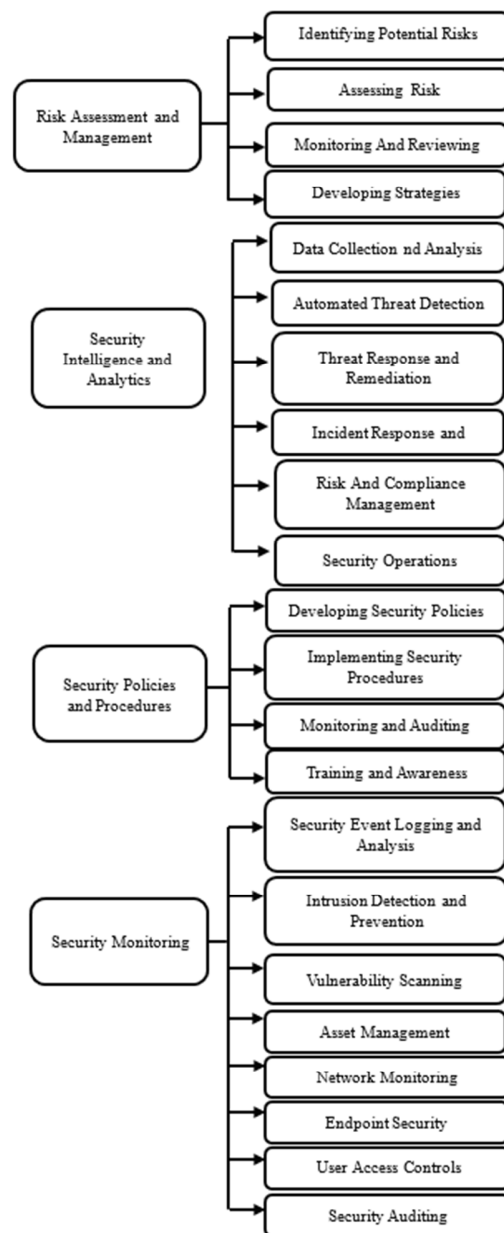 Risk Assessment and
Management
Identifying Potential Risks
Assessing Risk
Monitoring And Reviewing
Developing Strategies
Security
Intelligence and
Analytics
Data Collection nd Analysis
Automated Threat Detection
Threat Response and
Remediation
Incident Response and
Risk And Compliance
Management
Security Operations
Security Policies
and Procedures
Developing Security Policies
Implementing Security
Procedures
Monitoring and Auditing
Training and Awareness
Security Monitoring
Security Event Logging and
Analysis
Intrusion Detection and
Prevention
Vulnerability Scanning
Asset Management
Network Monitoring
Endpoint Security
User Access Controls
Security Auditing